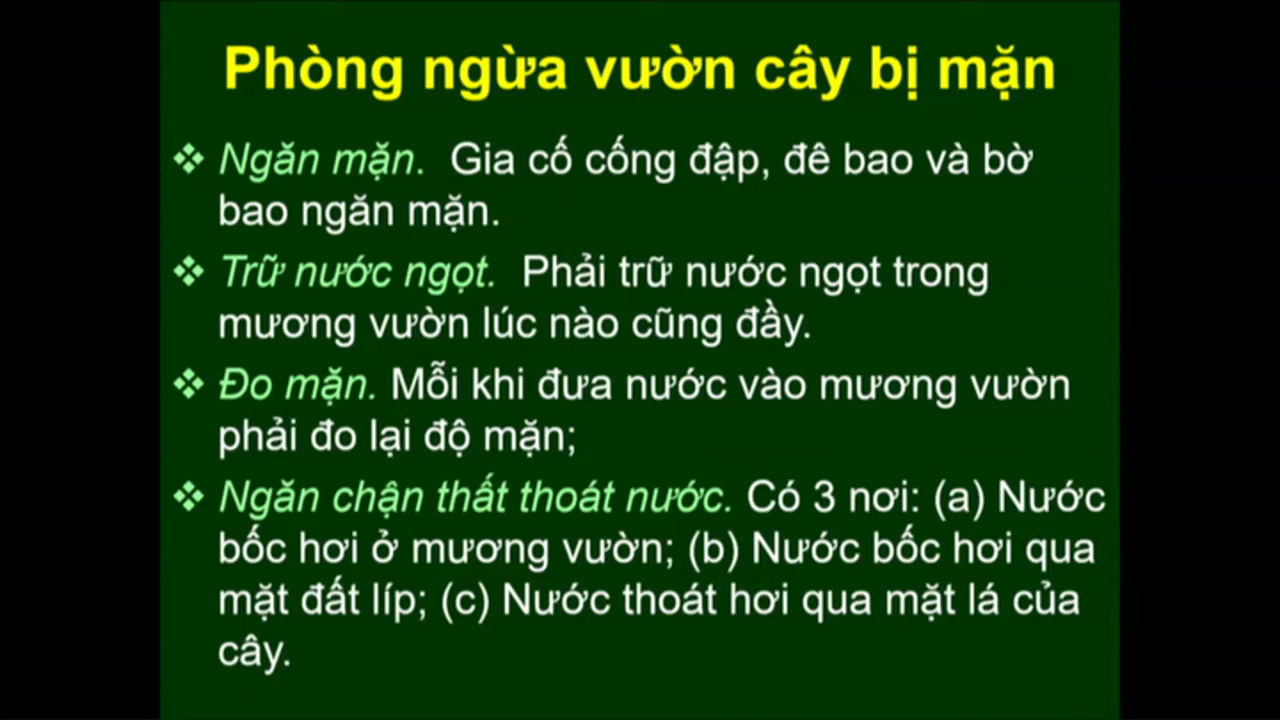 Phòng ngừa vườn cây bị mặn
❖ Ngăn mặn. Gia cố cống đập, đê bao và bờ
bao ngăn mặn.
❖ Trữ nước ngọt. Phải trữ nước ngọt trong
mương vườn lúc nào cũng đầy.
❖ Đo mặn. Mỗi khi đưa nước vào mương vườn
phải đo lại độ mặn;
❖ Ngăn chận thất thoát nước. Có 3 nơi: (a) Nước
bốc hơi ở mương vườn; (b) Nước bốc hơi qua
mặt đất líp; (c) Nước thoát hơi qua mặt lá của
cây.